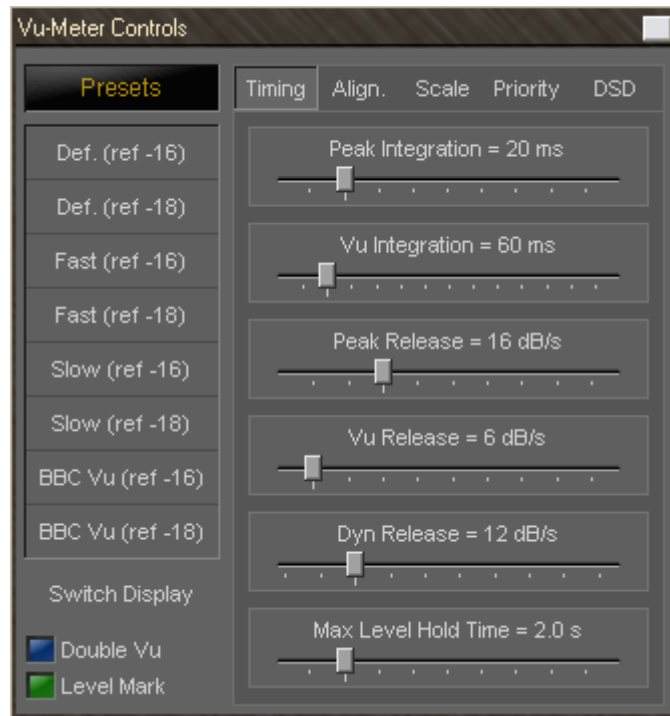 Vu-Meter Controls
Presets
Def. (ref -16)
Def. (ref -18)
Fast (ref -16)
Fast (ref -18)
Slow (ref -16)
Slow (ref -18)
BBC Vu (ref -16)
BBC Vu (ref -18)
Switch Display
Double Vu
Level Mark
Timing Align. Scale Priority DSD
Peak Integration = 20 ms
Vu Integration = 60 ms
Peak Release = 16 dB/s
Vu Release = 6 dB/s
Dyn Release = 12 dB/s
Max Level Hold Time = 2.0 s